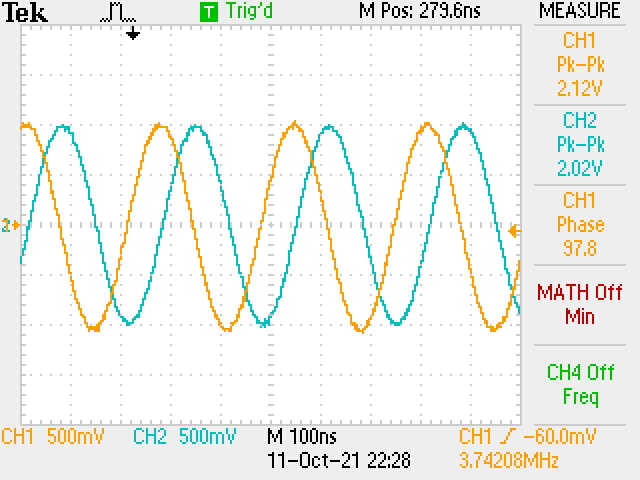 Tek T Trig'd M Pos: 279.6ns MEASURE
CH1
Pk-Pk
2.12V
CH2
Pk-Pk
2.02V
CH1
Phase
97.8
2
MATH Off
Min
CH4 Off
Freq
CH1 500mV CH2 500mV M 100ns CH1 -60.0mV
11-Oct-21 22:28 3.74208MHz